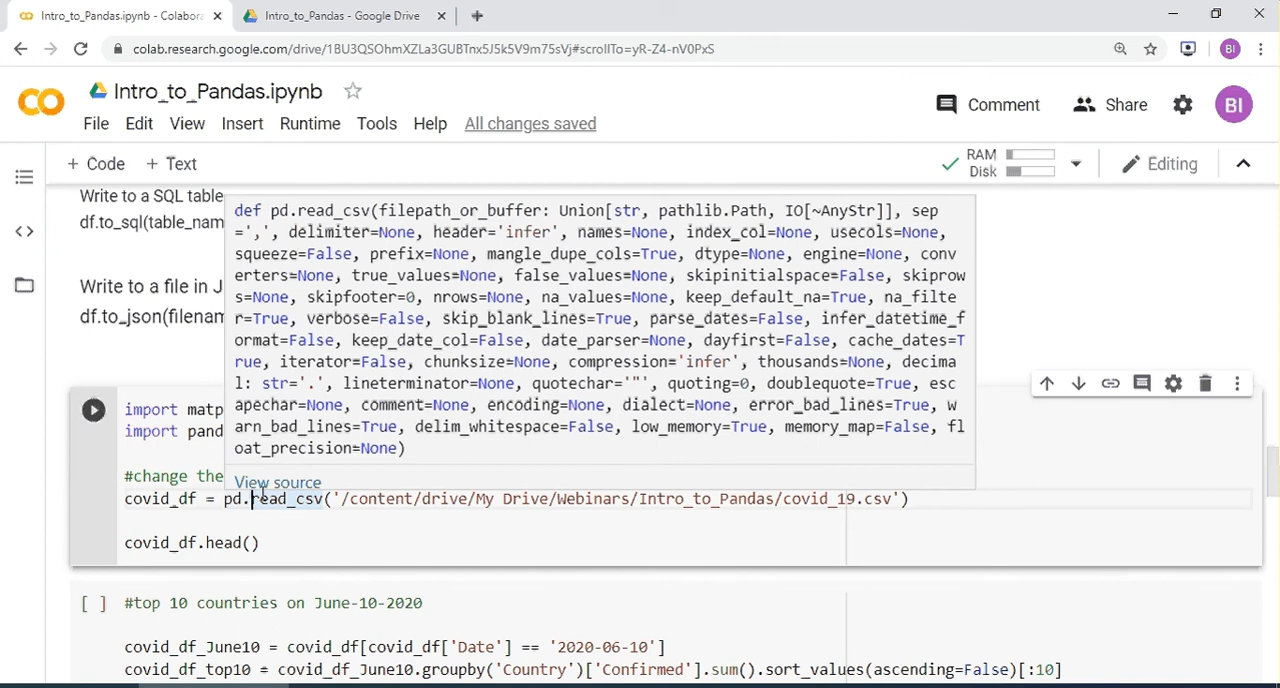 Intro_to_Pandas.ipynb - Colabora
Intro_to_Pandas - Google Drive
colab.research.google.com/drive/1BU3QSOhmXZLa3GUBTnx5J5k5V9m75sVj#scrollTo=yR-Z4-nV0PxS
BI
Intro_to_Pandas.ipynb
File Edit View Insert Runtime Tools Help All changes saved
Comment Share BI
+ Code + Text
RAM
Disk
Editing
Write to a SQL table
df.to_sql(table_nam
Write to a file in J
df.to_json(filenam
def pd.read_csv(filepath_or_buffer: Union[str, pathlib.Path, IO[~AnyStr]], sep
=',', delimiter=None, header='infer', names=None, index_col=None, usecols=None,
squeeze=False, prefix=None, mangle_dupe_cols=True, dtype=None, engine=None, conv
erters=None, true_values=None, false_values=None, skipinitialspace=False, skiprow
s=None, skipfooter=0, nrows=None, na_values=None, keep_default_na=True, na_filte
r=True, verbose=False, skip_blank_lines=True, parse_dates=False, infer_datetime_f
ormat=False, keep_date_col=False, date_parser=None, dayfirst=False, cache_dates=T
rue, iterator=False, chunksize=None, compression='infer', thousands=None, decima
l: str='.', lineterminator=None, quotechar='"', quoting=0, doublequote=True, esc
apechar=None, comment=None, encoding=None, dialect=None, error_bad_lines=True, w
arn_bad_lines=True, delim_whitespace=False, low_memory=True, memory_map=False, fl
oat_precision=None)
View source
import matp
import pand
#change the
covid_df = pd.read_csv('/content/drive/My Drive/Webinars/Intro_to_Pandas/covid_19.csv')
covid_df.head()
[ ] #top 10 countries on June-10-2020
covid_df_June10 = covid_df[covid_df['Date'] == '2020-06-10']
covid_df_top10 = covid_df_June10.groupby('Country')['Confirmed'].sum().sort_values(ascending=False)[:10]